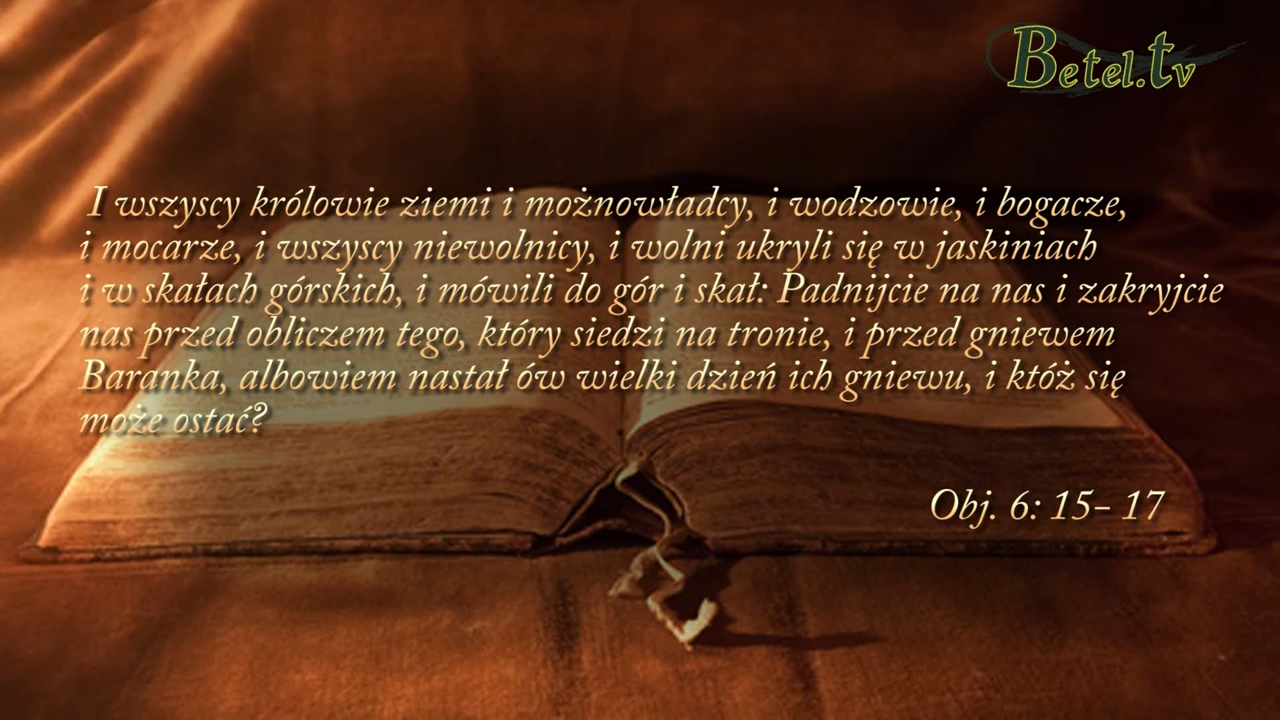 Betel.tv
I wszyscy królowie ziemi i możnowładcy, i wodzowie, i bogacze,
i mocarze, i wszyscy niewolnicy, i wolni ukryli się w jaskiniach
i w skałach górskich, i mówili do gór i skał: Padnijcie na nas i zakryjcie
nas przed obliczem tego, który siedzi na tronie, i przed gniewem
Baranka, albowiem nastał ów wielki dzień ich gniewu, i któż się
może ostać?
Obj. 6: 15- 17